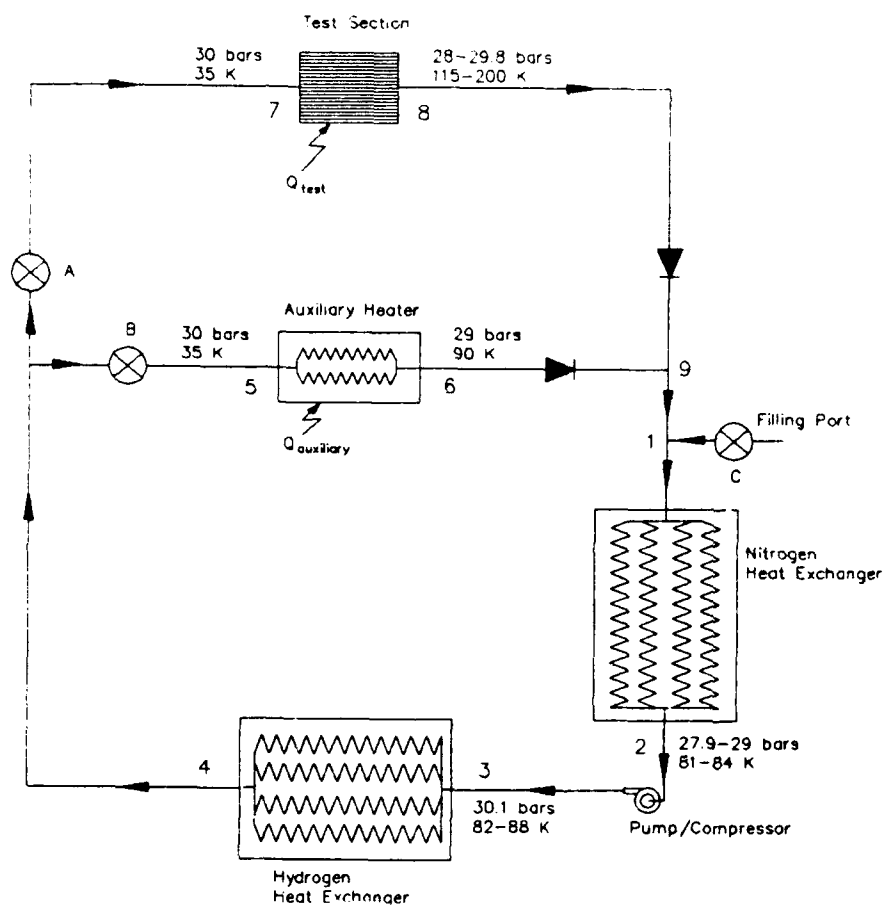 Test Section
30 bars
35 K
28-29.8 bars
115-200 K
7
8
Qtest
A
B
30 bars
35 K
Auxiliary Heater
29 bars
90 K
5
6
9
Qauxiliary
Filling Port
1
C
Nitrogen
Heat Exchanger
2
27.9-29 bars
81-84 K
4
3
30.1 bars
82-88 K
Pump/Compressor
Hydrogen
Heat Exchanger